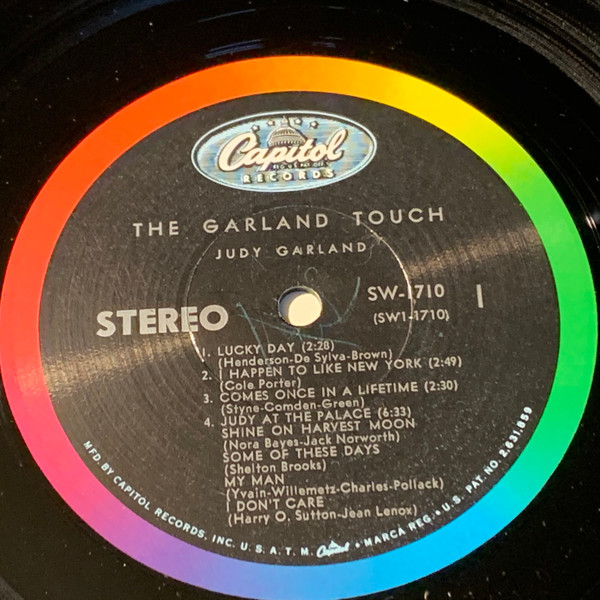 Capitol
RECORDS
THE GARLAND TOUCH
JUDY GARLAND
STEREO
SW-1710
(SW1-1710)
1
1. LUCKY DAY (2:28)
(Henderson-De Sylva-Brown)
2. I HAPPEN TO LIKE NEW YORK (2:49)
(Cole Porter)
3. COMES ONCE IN A LIFETIME (2:30)
(Styne-Comden-Green)
4. JUDY AT THE PALACE (6:33)
SHINE ON HARVEST MOON
(Nora Bayes-Jack Norworth)
SOME OF THESE DAYS
(Shelton Brooks)
MY MAN
(Yvain-Willemetz-Charles-Pollack)
I DON'T CARE
(Harry O. Sutton-Jean Lenox)
MFD. BY CAPITOL RECORDS, INC. U. S. A. T. M. Capitol • MARCA REG. • U.S. PAT. NO. 2,631,859